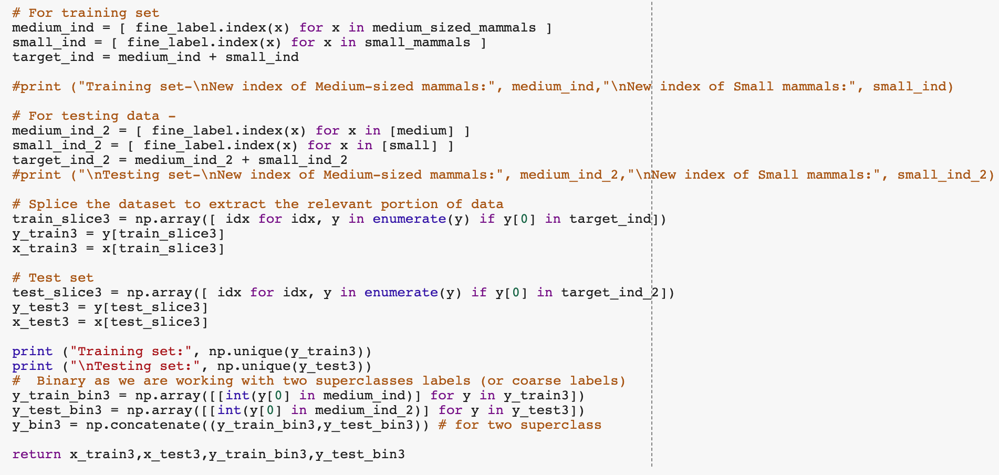 # For training set
medium_ind = [ fine_label.index(x) for x in medium_sized_mammals ]
small_ind = [ fine_label.index(x) for x in small_mammals ]
target_ind = medium_ind + small_ind
#print ("Training set-\nNew index of Medium-sized mammals:", medium_ind,"\nNew index of Small mammals:", small_ind)
# For testing data -
medium_ind_2 = [ fine_label.index(x) for x in [medium] ]
small_ind_2 = [ fine_label.index(x) for x in [small] ]
target_ind_2 = medium_ind_2 + small_ind_2
#print ("\nTesting set-\nNew index of Medium-sized mammals:", medium_ind_2,"\nNew index of Small mammals:", small_ind_2)
# Splice the dataset to extract the relevant portion of data
train_slice3 = np.array([ idx for idx, y in enumerate(y) if y[0] in target_ind])
y_train3 = y[train_slice3]
x_train3 = x[train_slice3]
# Test set
test_slice3 = np.array([ idx for idx, y in enumerate(y) if y[0] in target_ind_2])
y_test3 = y[test_slice3]
x_test3 = x[test_slice3]
print ("Training set:", np.unique(y_train3))
print ("\nTesting set:", np.unique(y_test3))
#  Binary as we are working with two superclasses labels (or coarse labels)
y_train_bin3 = np.array([[int(y[0] in medium_ind)] for y in y_train3])
y_test_bin3 = np.array([[int(y[0] in medium_ind_2)] for y in y_test3])
y_bin3 = np.concatenate((y_train_bin3,y_test_bin3)) # for two superclass
return x_train3,x_test3,y_train_bin3,y_test_bin3